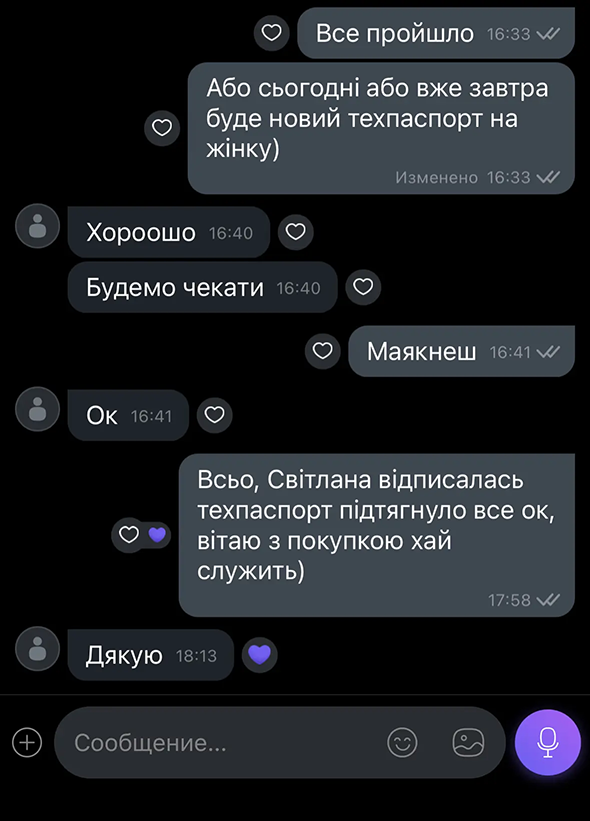 Все пройшло 16:33
Або сьогодні або вже завтра
буде новий техпаспорт на
жінку)
Изменено 16:33
Хороошо 16:40
Будемо чекати 16:40
Маякнеш 16:41
Ок 16:41
Всьо, Світлана відписалась
техпаспорт підтягнуло все ок,
вітаю з покупкою хай
служить)
17:58
Дякую 18:13
Сообщение...